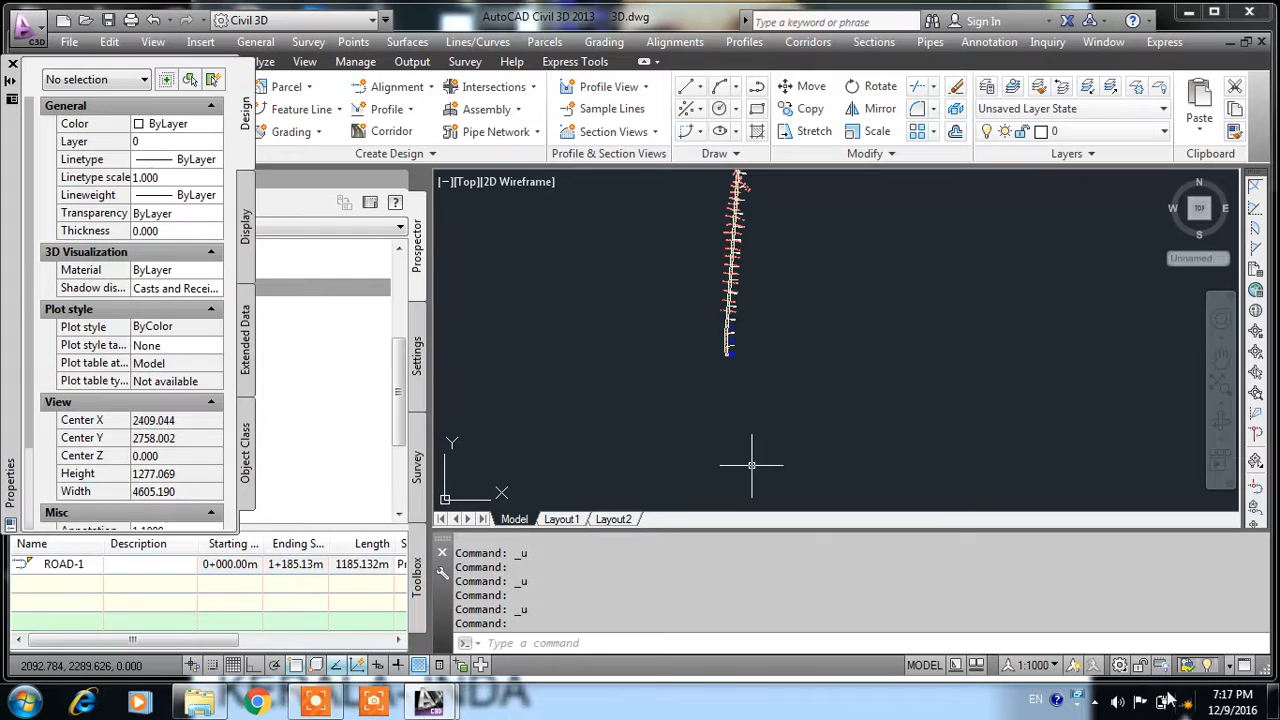 Civil 3D
AutoCAD Civil 3D 2013
3D.dwg
Type a keyword or phrase
Sign In
C3D
File Edit View Insert General Survey Points Surfaces Lines/Curves Parcels Grading Alignments Profiles Corridors Sections Pipes Annotation Inquiry Window Express
View Manage Output Survey Help Express Tools
No selection
Parcel Alignment Intersections Profile View Move Rotate Unsaved Layer State
Feature Line Profile Assembly Sample Lines Copy Mirror 0 Paste
Grading Corridor Pipe Network Section Views Stretch Scale
Create Design Profile & Section Views Draw Modify Layers Clipboard
General
Color ByLayer
Layer 0
Linetype ByLayer
Linetype scale 1.000
Lineweight ByLayer
Transparency ByLayer
Thickness 0.000
3D Visualization
Material ByLayer
Shadow dis... Casts and Recei...
Plot style
Plot style ByColor
Plot style ta... None
Plot table at... Model
Plot table ty... Not available
View
Center X 2409.044
Center Y 2758.002
Center Z 0.000
Height 1277.069
Width 4605.190
Misc
Design
Display
Extended Data
Object Class
Properties
Prospector
Settings
Survey
Toolbox
[−][Top][2D Wireframe]
N
W TOP E
S
Unnamed
Y
X
Model Layout1 Layout2
Name Description Starting ... Ending S... Length
ROAD-1 0+000.00m 1+185.13m 1185.132m
Command: _u
Command:
Command: _u
Command:
Command: _u
Command:
Type a command
2092.784, 2289.626, 0.000
MODEL
1:1000
EN
7:17 PM
12/9/2016